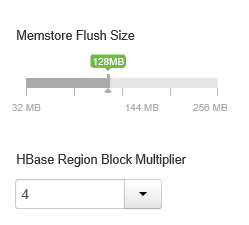 Memstore Flush Size
128MB
32 MB 144 MB 256 MB
HBase Region Block Multiplier
4